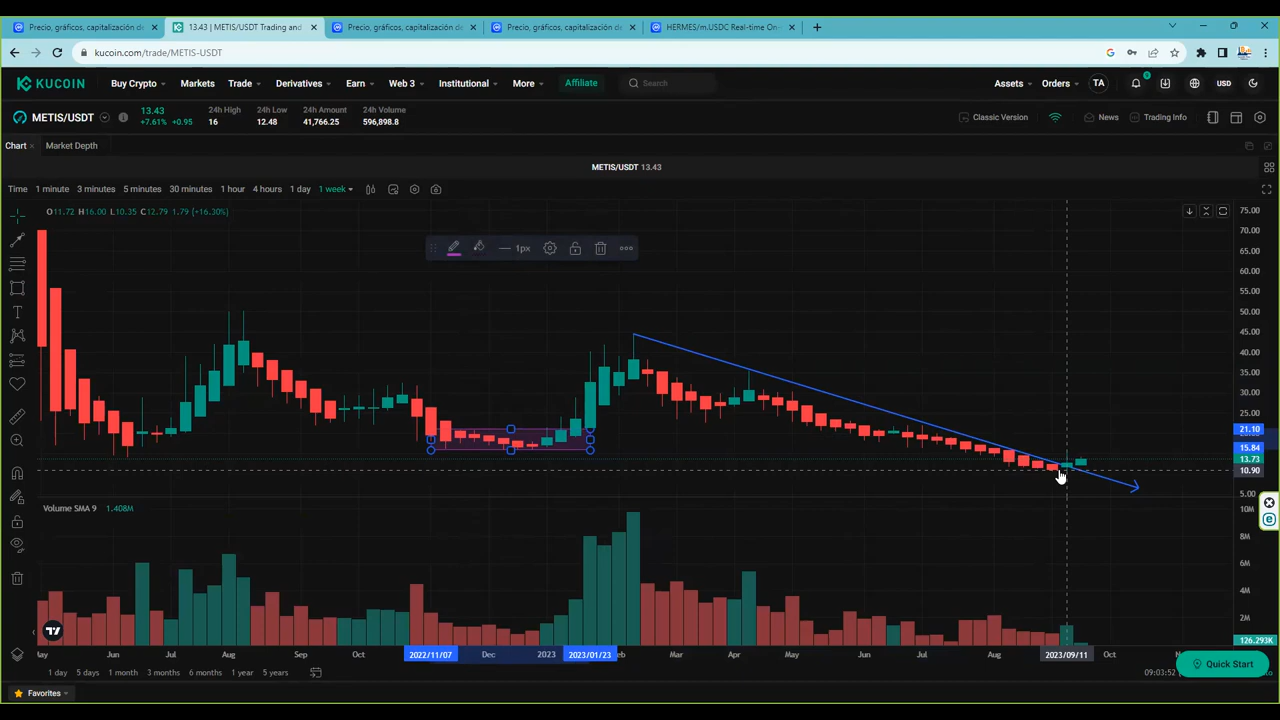 Precio, gráficos, capitalización de
13.43 | METIS/USDT Trading and
Precio, gráficos, capitalización de
Precio, gráficos, capitalización de
HERMES/m.USDC Real-time On-
kucoin.com/trade/METIS-USDT
KUCOIN
Buy Crypto
Markets
Trade
Derivatives
Earn
Web 3
Institutional
More
Affiliate
Search
Assets
Orders
TA
USD
METIS/USDT
13.43
+7.61% +0.95
24h High
16
24h Low
12.48
24h Amount
41,766.25
24h Volume
596,898.8
Classic Version
News
Trading Info
Chart
Market Depth
METIS/USDT 13.43
Time
1 minute
3 minutes
5 minutes
30 minutes
1 hour
4 hours
1 day
1 week
O11.72 H16.00 L10.35 C12.79 1.79 (+16.30%)
1px
75.00
70.00
65.00
60.00
55.00
50.00
45.00
40.00
35.00
30.00
25.00
21.10
15.84
13.73
10.90
5.00
Volume SMA 9 1.408M
10M
8M
6M
4M
2M
126.293K
May
Jun
Jul
Aug
Sep
Oct
2022/11/07
Dec
2023
2023/01/23
eb
Mar
Apr
May
Jun
Jul
Aug
2023/09/11
Oct
1 day
5 days
1 month
3 months
6 months
1 year
5 years
09:03:52
Quick Start
Favorites